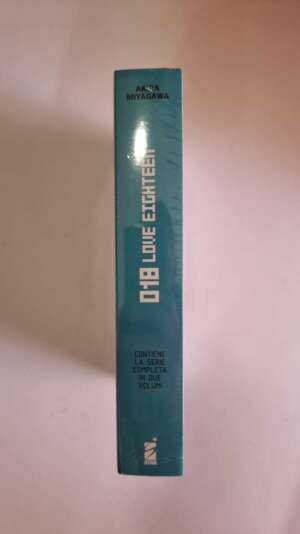 AKIRA
MIYAGAWA
018 LOVE EIGHTEEN
CONTIENE
LA SERIE
COMPLETA
IN DUE
VOLUMI